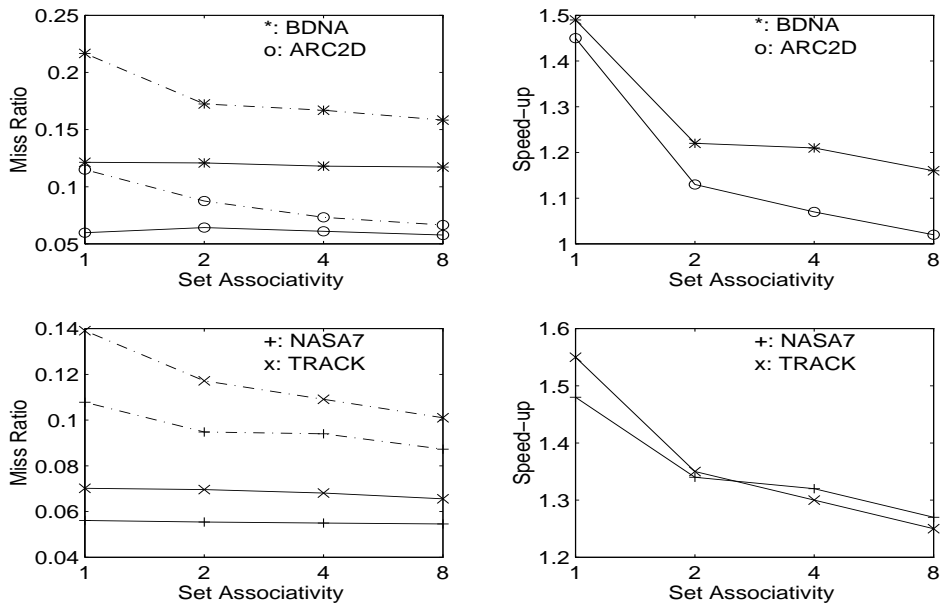 *: BDNA
o: ARC2D
0.25
0.2
0.15
0.1
0.05
Miss Ratio
1 2 4 8
Set Associativity
*: BDNA
o: ARC2D
1.5
1.4
1.3
1.2
1.1
1
Speed-up
1 2 4 8
Set Associativity
+: NASA7
x: TRACK
0.14
0.12
0.1
0.08
0.06
0.04
Miss Ratio
1 2 4 8
Set Associativity
+: NASA7
x: TRACK
1.6
1.5
1.4
1.3
1.2
Speed-up
1 2 4 8
Set Associativity